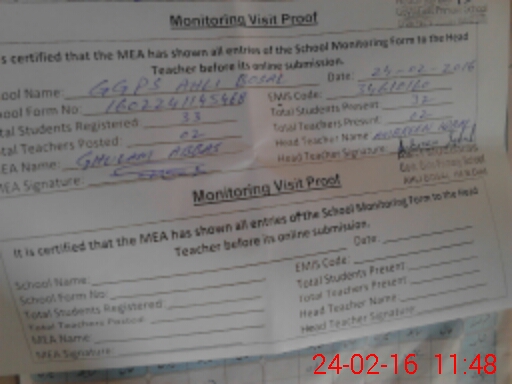 Monitoring Visit Proof
is certified that the MEA has shown all entries of the School Monitoring Form to the Head
Teacher before its online submission.
ool Name: GGPS AHLI Date: 24-02-2016
ool Form No: EMIS Code:
Total Students Registered: 33 Total Students Present: 32
tal Teachers Posted: 02 Total Teachers Present: 02
EA Name: GHULAM ABBAS Head Teacher Name
MEA Signature: Head Teacher Signature:
Monitoring Visit Proof
It is certified that the MEA has shown all entries of the School Monitoring Form to the Head
Teacher before its online submission.
School Name: Date:
School Form No: EMIS Code:
Total Students Registered: Total Students Present
Total Teachers Posted: Total Teachers Present:
MEA Name: Head Teacher Name
MEA Signature: Head Teacher Signature:
24-02-16 11:48